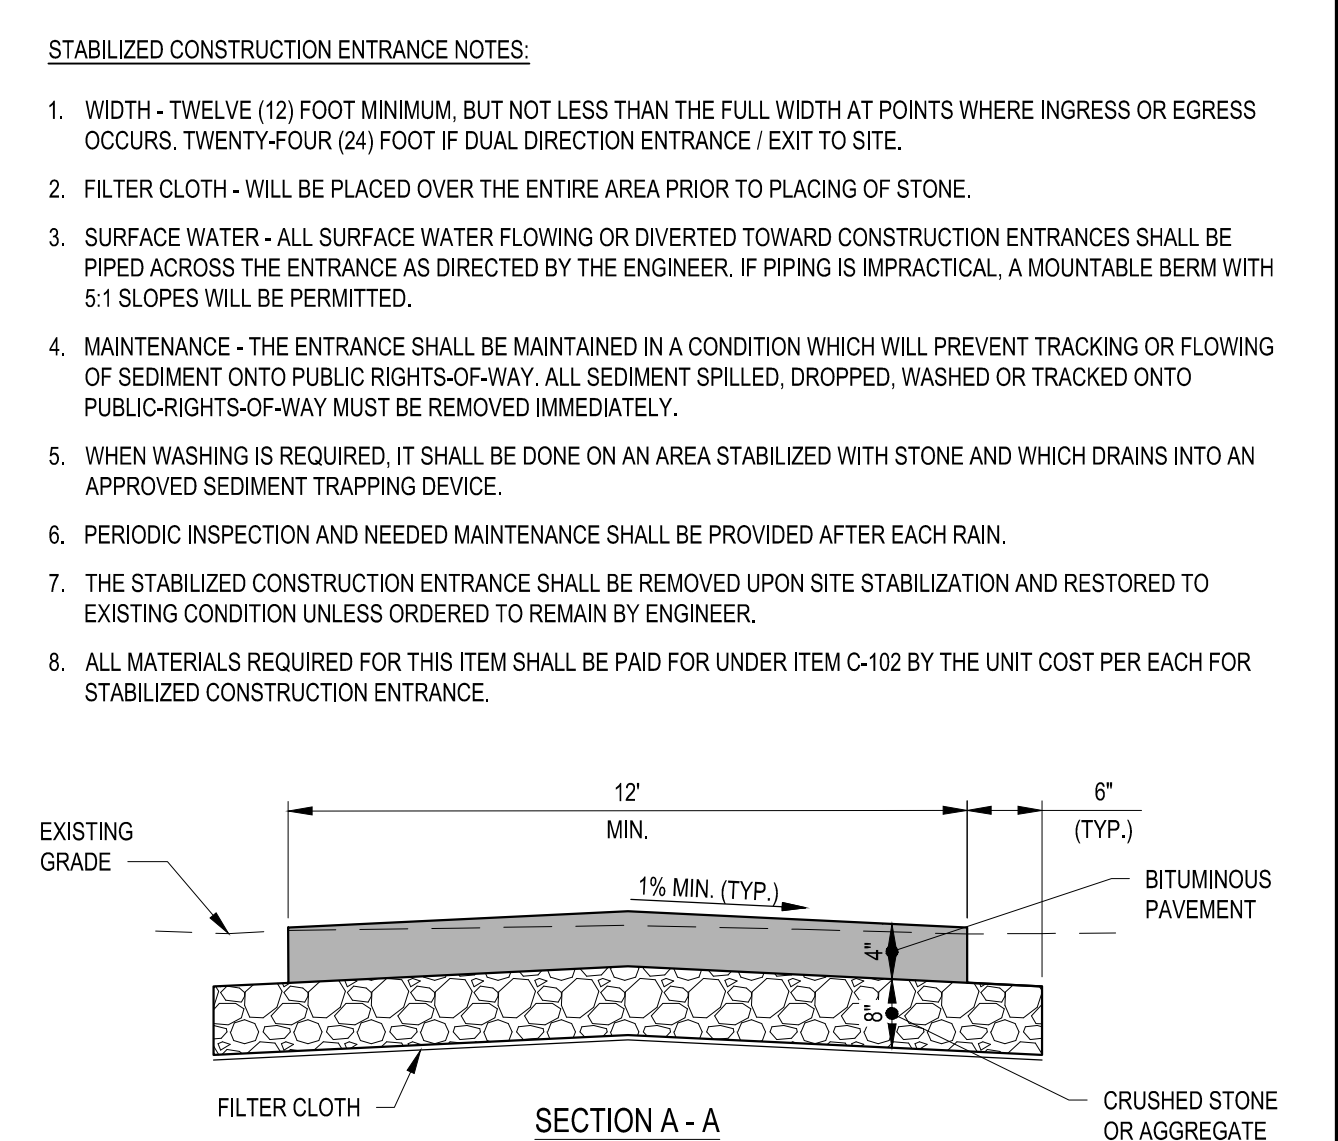 STABILIZED CONSTRUCTION ENTRANCE NOTES:
1. WIDTH - TWELVE (12) FOOT MINIMUM, BUT NOT LESS THAN THE FULL WIDTH AT POINTS WHERE INGRESS OR EGRESS
OCCURS. TWENTY-FOUR (24) FOOT IF DUAL DIRECTION ENTRANCE / EXIT TO SITE.
2. FILTER CLOTH - WILL BE PLACED OVER THE ENTIRE AREA PRIOR TO PLACING OF STONE.
3. SURFACE WATER - ALL SURFACE WATER FLOWING OR DIVERTED TOWARD CONSTRUCTION ENTRANCES SHALL BE
PIPED ACROSS THE ENTRANCE AS DIRECTED BY THE ENGINEER. IF PIPING IS IMPRACTICAL, A MOUNTABLE BERM WITH
5:1 SLOPES WILL BE PERMITTED.
4. MAINTENANCE - THE ENTRANCE SHALL BE MAINTAINED IN A CONDITION WHICH WILL PREVENT TRACKING OR FLOWING
OF SEDIMENT ONTO PUBLIC RIGHTS-OF-WAY. ALL SEDIMENT SPILLED, DROPPED, WASHED OR TRACKED ONTO
PUBLIC-RIGHTS-OF-WAY MUST BE REMOVED IMMEDIATELY.
5. WHEN WASHING IS REQUIRED, IT SHALL BE DONE ON AN AREA STABILIZED WITH STONE AND WHICH DRAINS INTO AN
APPROVED SEDIMENT TRAPPING DEVICE.
6. PERIODIC INSPECTION AND NEEDED MAINTENANCE SHALL BE PROVIDED AFTER EACH RAIN.
7. THE STABILIZED CONSTRUCTION ENTRANCE SHALL BE REMOVED UPON SITE STABILIZATION AND RESTORED TO
EXISTING CONDITION UNLESS ORDERED TO REMAIN BY ENGINEER.
8. ALL MATERIALS REQUIRED FOR THIS ITEM SHALL BE PAID FOR UNDER ITEM C-102 BY THE UNIT COST PER EACH FOR
STABILIZED CONSTRUCTION ENTRANCE.
12'
MIN.
6"
(TYP.)
EXISTING
GRADE
1% MIN. (TYP.)
BITUMINOUS
PAVEMENT
4"
8"
FILTER CLOTH
CRUSHED STONE
OR AGGREGATE
SECTION A - A